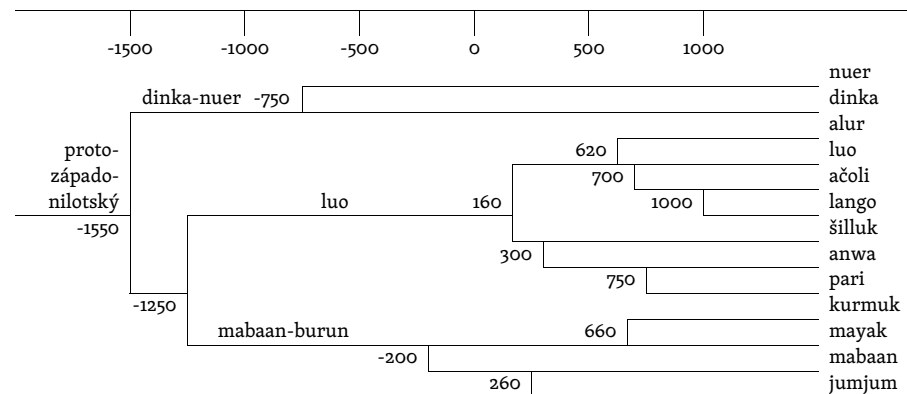 -1500 -1000 -500 0 500 1000
nuer
dinka-nuer -750 dinka
alur
proto- 620 luo
západo- 700 ačoli
nilotský luo 160 1000 lango
-1550 šilluk
300 anwa
750 pari
-1250 kurmuk
mabaan-burun 660 mayak
-200 mabaan
260 jumjum